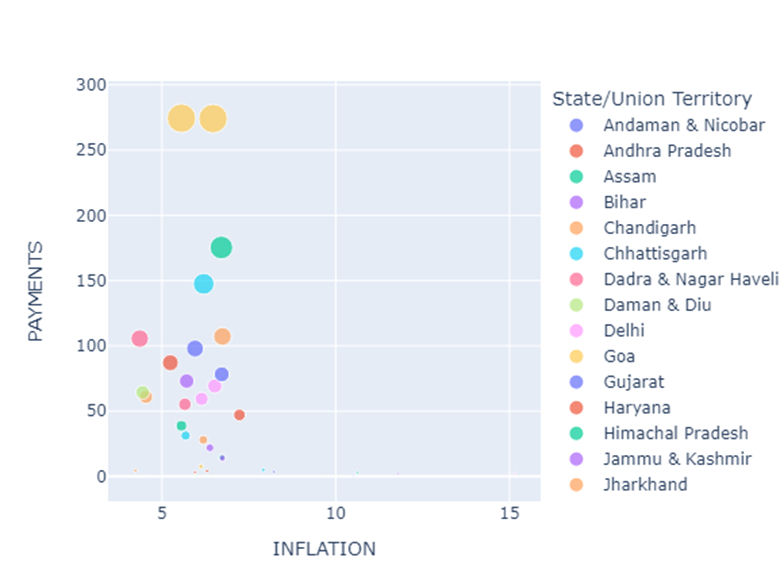 300
250
200
150
100
50
0
PAYMENTS
5
10
15
INFLATION
State/Union Territory
Andaman & Nicobar
Andhra Pradesh
Assam
Bihar
Chandigarh
Chhattisgarh
Dadra & Nagar Haveli
Daman & Diu
Delhi
Goa
Gujarat
Haryana
Himachal Pradesh
Jammu & Kashmir
Jharkhand